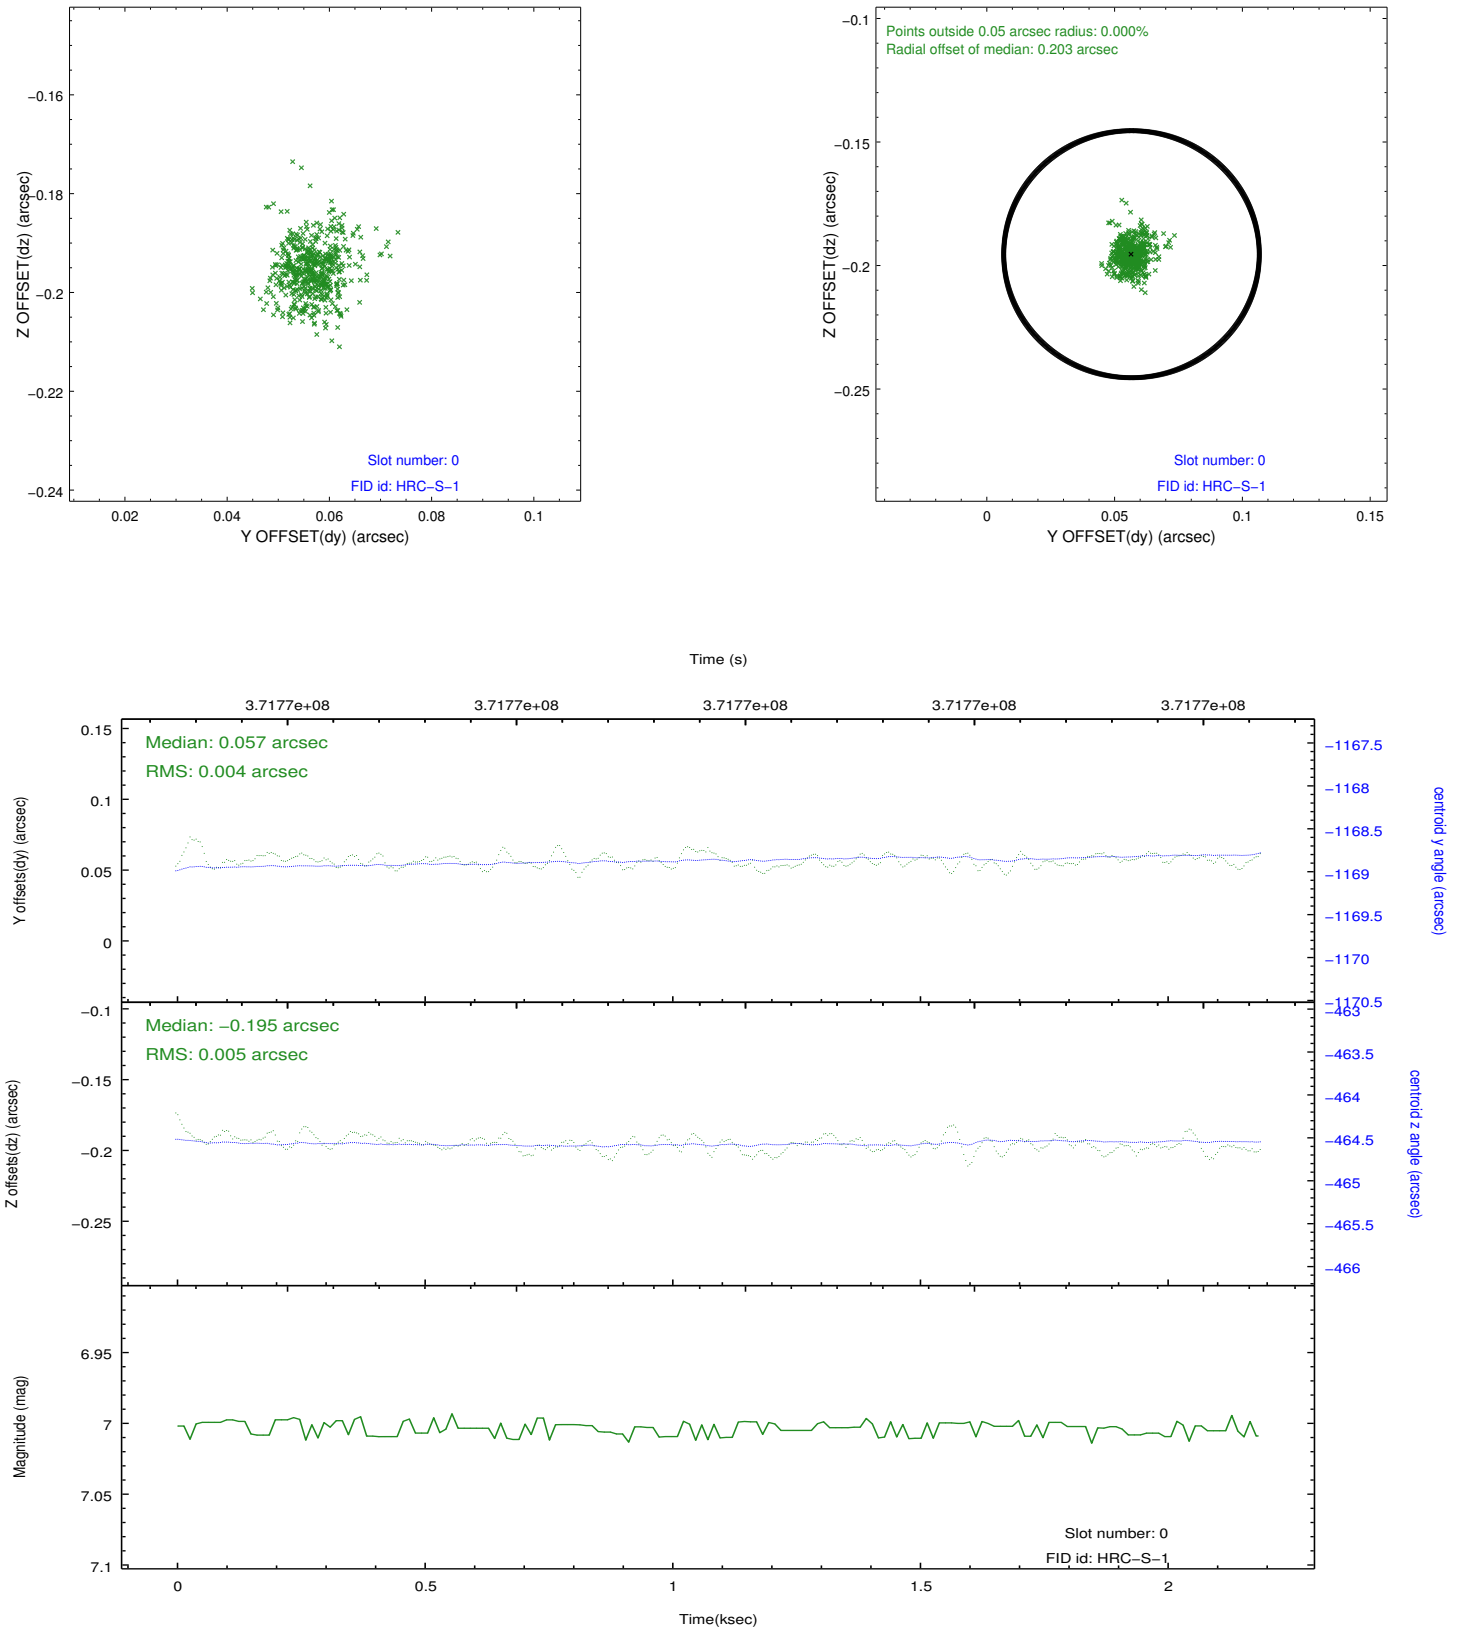 −0.16
−0.18
−0.2
−0.22
−0.24
Z OFFSET(dz) (arcsec)
Slot number: 0
FID id: HRC−S−1
0.02 0.04 0.06 0.08 0.1
Y OFFSET(dy) (arcsec)
Points outside 0.05 arcsec radius: 0.000%
Radial offset of median: 0.203 arcsec
−0.1
−0.15
−0.2
−0.25
Z OFFSET(dz) (arcsec)
Slot number: 0
FID id: HRC−S−1
0 0.05 0.1 0.15
Y OFFSET(dy) (arcsec)
Time (s)
3.7177e+08 3.7177e+08 3.7177e+08 3.7177e+08 3.7177e+08
Median: 0.057 arcsec
RMS: 0.004 arcsec
0.15
0.1
0.05
0
Y offsets(dy) (arcsec)
−1167.5
−1168
−1168.5
−1169
−1169.5
−1170
−1170.5
centroid y angle (arcsec)
Median: −0.195 arcsec
RMS: 0.005 arcsec
−0.1
−0.15
−0.2
−0.25
Z offsets(dz) (arcsec)
−463
−463.5
−464
−464.5
−465
−465.5
−466
centroid z angle (arcsec)
6.95
7
7.05
7.1
Magnitude (mag)
Slot number: 0
FID id: HRC−S−1
0 0.5 1 1.5 2
Time(ksec)